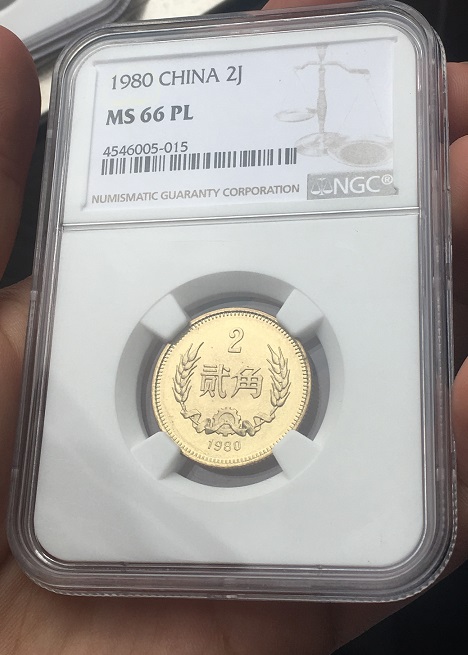 1980 CHINA 2J
MS 66 PL
4546005-015
NUMISMATIC GUARANTY CORPORATION
NGC®
2
贰角
1980